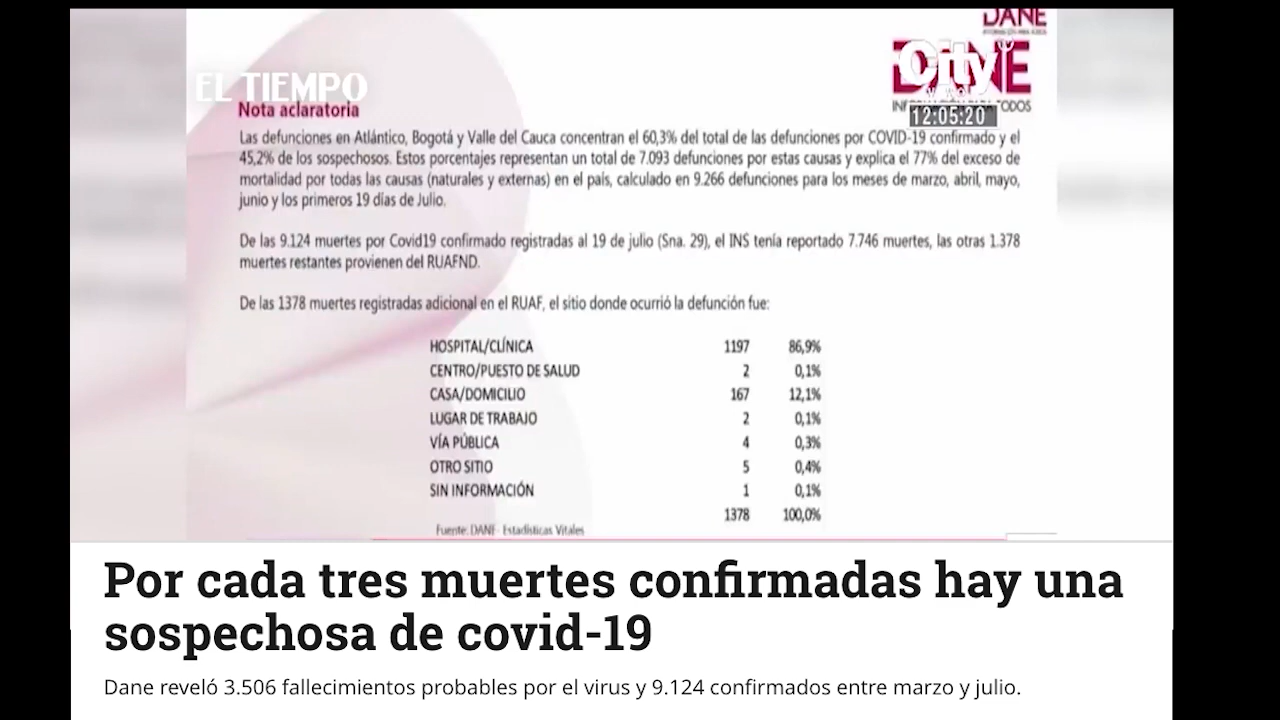 DANE
City
DANE
EL TIEMPO
TODOS
12:05:20
Nota aclaratoria
Las defunciones en Atlántico, Bogotá y Valle del Cauca concentran el 60,3% del total de las defunciones por COVID-19 confirmado y el
45,2% de los sospechosos. Estos porcentajes representan un total de 7.093 defunciones por estas causas y explica el 77% del exceso de
mortalidad por todas las causas (naturales y externas) en el país, calculado en 9.266 defunciones para los meses de marzo, abril, mayo,
junio y los primeros 19 días de Julio.
De las 9.124 muertes por Covid19 confirmado registradas al 19 de julio (Sna. 29), el INS tenía reportado 7.746 muertes, las otras 1.378
muertes restantes provienen del RUAFND.
De las 1378 muertes registradas adicional en el RUAF, el sitio donde ocurrió la defunción fue:
HOSPITAL/CLÍNICA 1197 86,9%
CENTRO/PUESTO DE SALUD 2 0,1%
CASA/DOMICILIO 167 12,1%
LUGAR DE TRABAJO 2 0,1%
VÍA PÚBLICA 4 0,3%
OTRO SITIO 5 0,4%
SIN INFORMACIÓN 1 0,1%
1378 100,0%
Fuente: DANE - Estadísticas Vitales
Por cada tres muertes confirmadas hay una
sospechosa de covid-19
Dane reveló 3.506 fallecimientos probables por el virus y 9.124 confirmados entre marzo y julio.